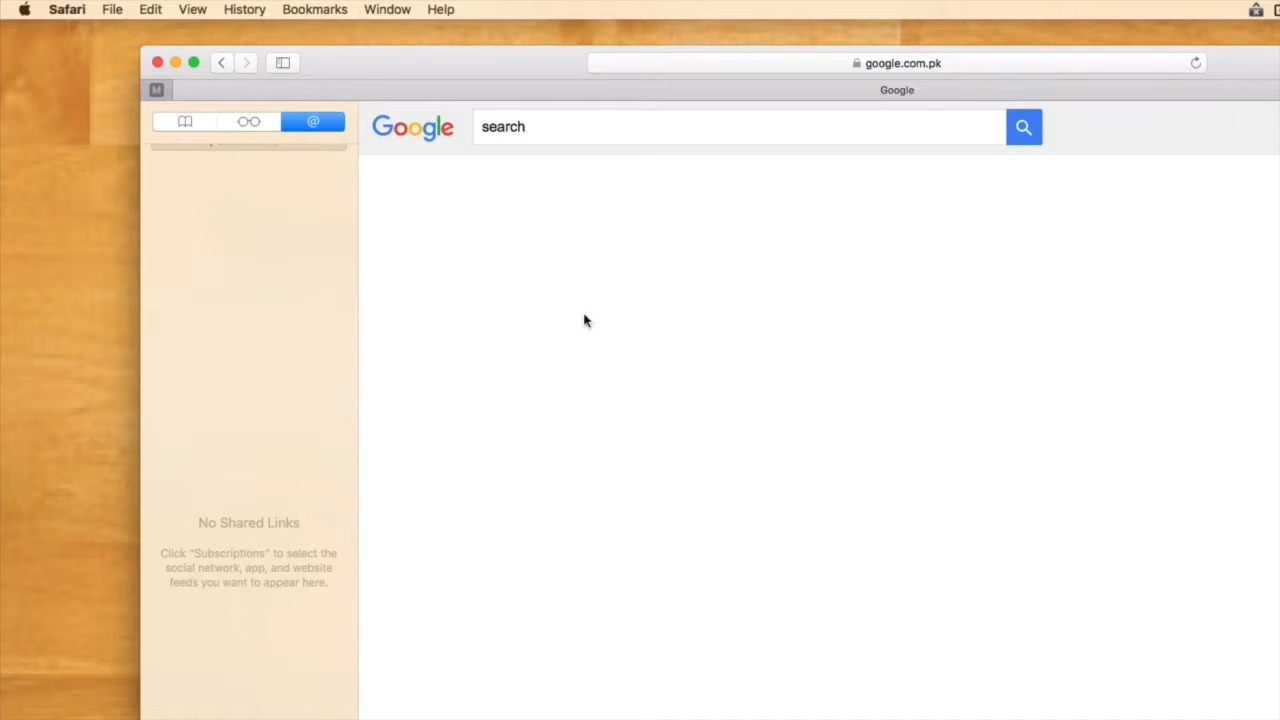 Safari File Edit View History Bookmarks Window Help
google.com.pk
M Google
@ Google search
No Shared Links
Click “Subscriptions” to select the
social network, app, and website
feeds you want to appear here.